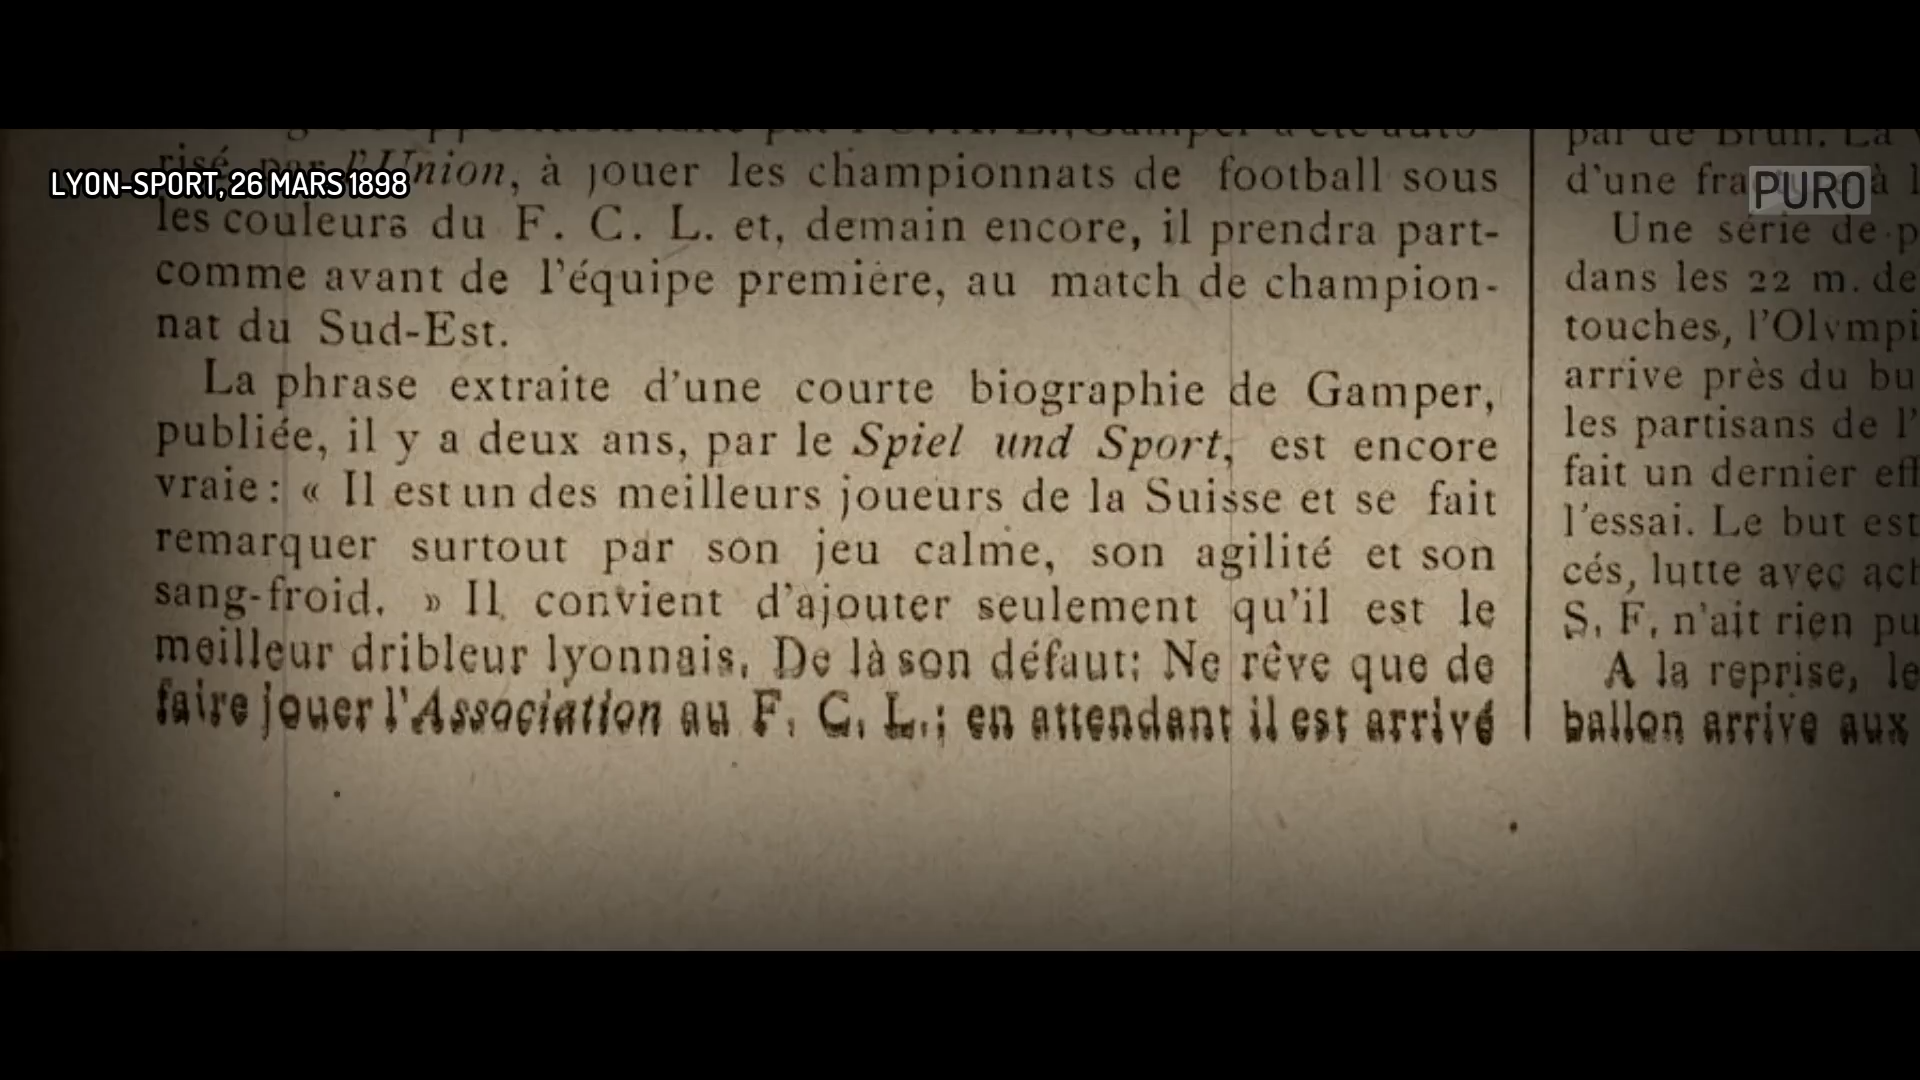 LYON-SPORT, 26 MARS 1898
PURO
risé par l'Union, à jouer les championnats de football sous
les couleurs du F. C. L. et, demain encore, il prendra part-
comme avant de l'équipe première, au match de champion-
nat du Sud-Est.
La phrase extraite d'une courte biographie de Gamper,
publiée, il y a deux ans, par le Spiel und Sport, est encore
vraie : « Il est un des meilleurs joueurs de la Suisse et se fait
remarquer surtout par son jeu calme, son agilité et son
sang-froid. » Il convient d'ajouter seulement qu'il est le
meilleur dribleur lyonnais. De là son défaut: Ne rêve que de
faire jouer l'Association au F. C. L.; en attendant il est arrivé
par de Brun. La
d'une à l
Une série de p
dans les 22 m. de
touches, l'Olympi
arrive près du bu
les partisans de l'
fait un dernier eff
l'essai. Le but est
cés, lutte avec ach
S. F. n'ait rien pu
A la reprise, le
ballon arrive aux